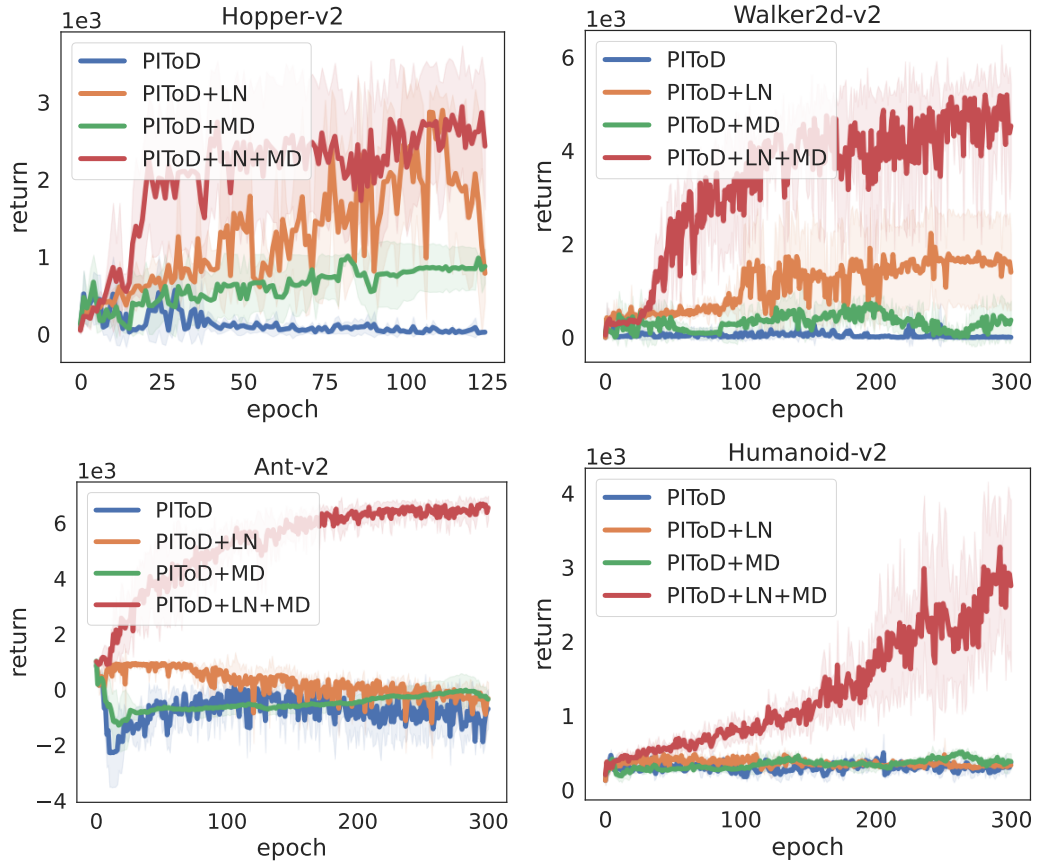 Hopper-v2
1e3
PIToD
PIToD+LN
PIToD+MD
PIToD+LN+MD
return
3
2
1
0
0 25 50 75 100 125
epoch
Walker2d-v2
1e3
PIToD
PIToD+LN
PIToD+MD
PIToD+LN+MD
return
6
4
2
0
0 100 200 300
epoch
Ant-v2
1e3
PIToD
PIToD+LN
PIToD+MD
PIToD+LN+MD
return
6
4
2
0
−2
−4
0 100 200 300
epoch
Humanoid-v2
1e3
PIToD
PIToD+LN
PIToD+MD
PIToD+LN+MD
return
4
3
2
1
0
0 100 200 300
epoch